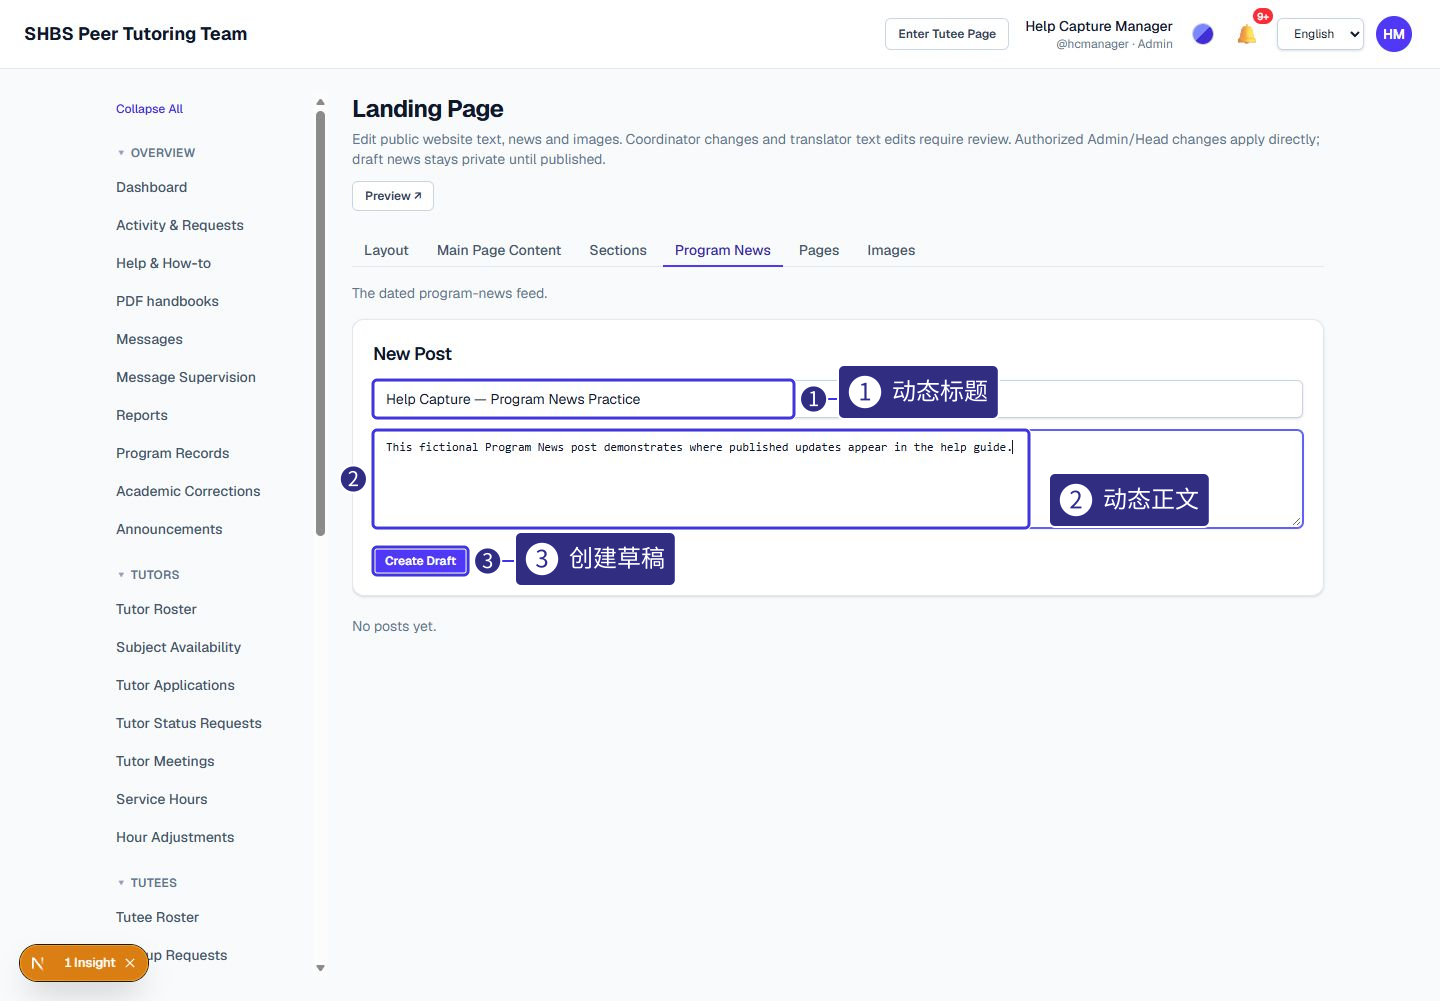 SHBS Peer Tutoring Team
Enter Tutee Page
Help Capture Manager
@hcmanager · Admin
9+
English
HM
Collapse All
OVERVIEW
Dashboard
Activity & Requests
Help & How-to
PDF handbooks
Messages
Message Supervision
Reports
Program Records
Academic Corrections
Announcements
TUTORS
Tutor Roster
Subject Availability
Tutor Applications
Tutor Status Requests
Tutor Meetings
Service Hours
Hour Adjustments
TUTEES
Tutee Roster
up Requests
N 1 Insight ×
Landing Page
Edit public website text, news and images. Coordinator changes and translator text edits require review. Authorized Admin/Head changes apply directly;
draft news stays private until published.
Preview ↗
Layout Main Page Content Sections Program News Pages Images
The dated program-news feed.
New Post
Help Capture — Program News Practice
1 1 动态标题
This fictional Program News post demonstrates where published updates appear in the help guide.
2 2 动态正文
Create Draft 3 3 创建草稿
No posts yet.